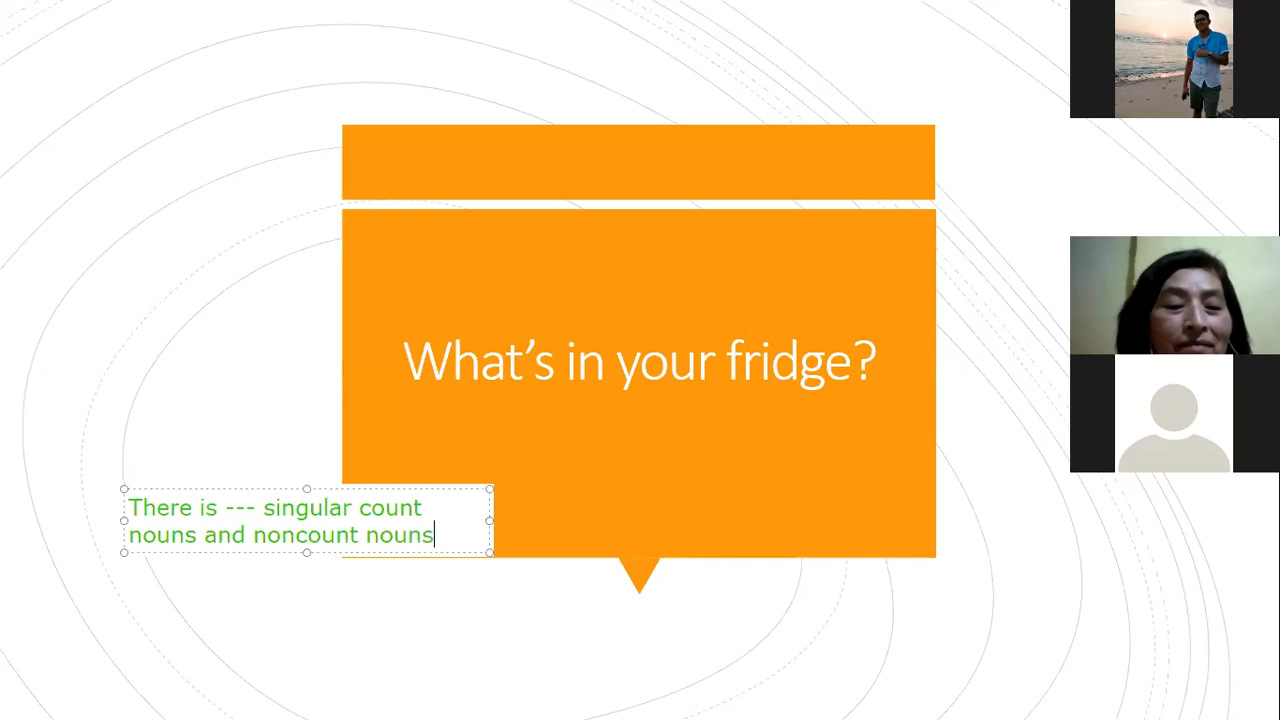 What's in your fridge?
There is --- singular count
nouns and noncount nouns